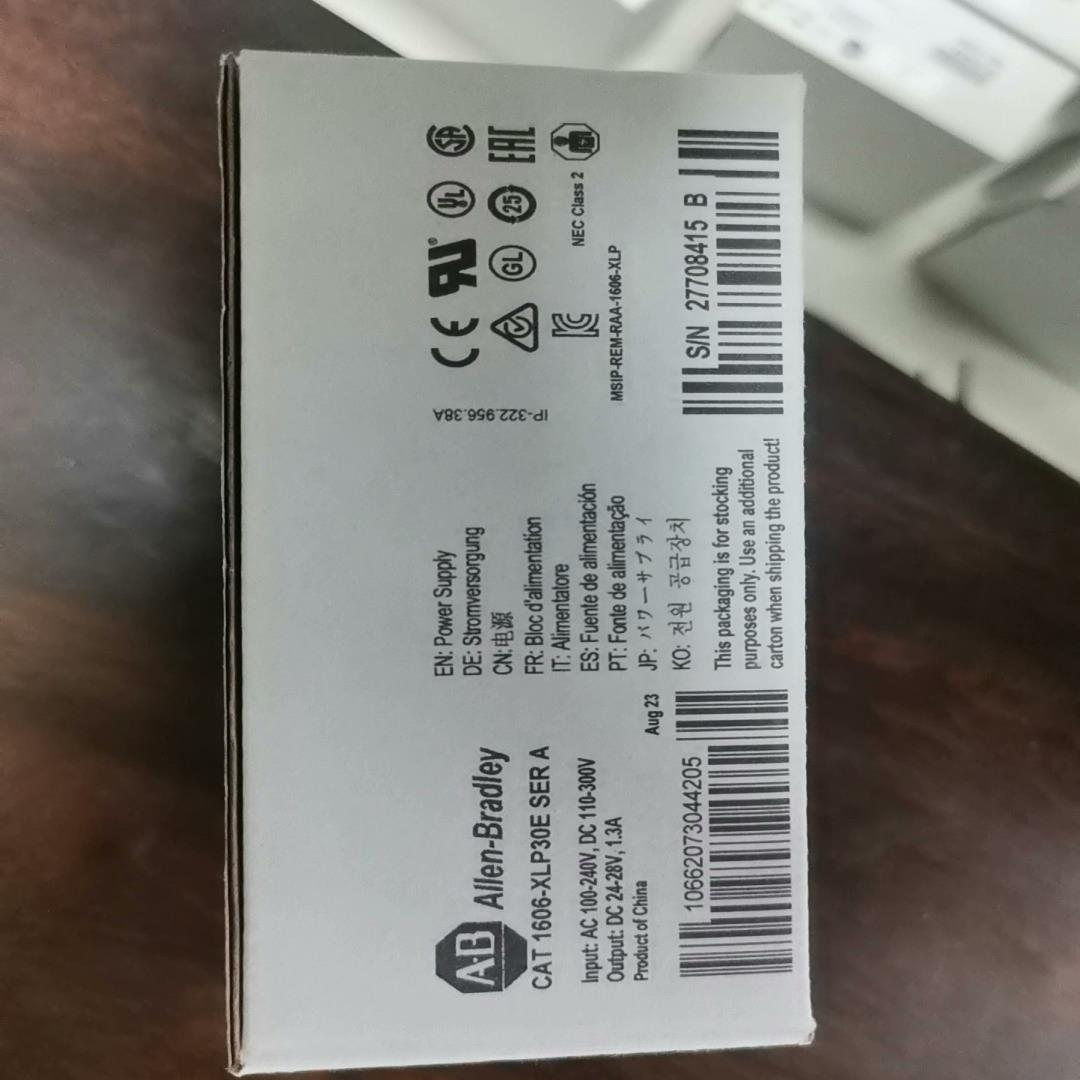 A-B Allen-Bradley
CAT 1606-XLP30E SER A
Input: AC 100-240V, DC 110-300V
Output: DC 24-28V, 1.3A
Product of China
Aug 23
10662073044205
EN: Power Supply
DE: Stromversorgung
CN: 电源
FR: Bloc d'alimentation
IT: Alimentatore
ES: Fuente de alimentación
PT: Fonte de alimentação
JP: パワーサプライ
KO: 전원 공급장치
This packaging is for stocking
purposes only. Use an additional
carton when shipping the product!
IP-322.956.38A
CE RU® UL SA
GL 25 EAC
KC
NEC Class 2
MSIP-REM-RAA-1606-XLP
S/N 27708415 B